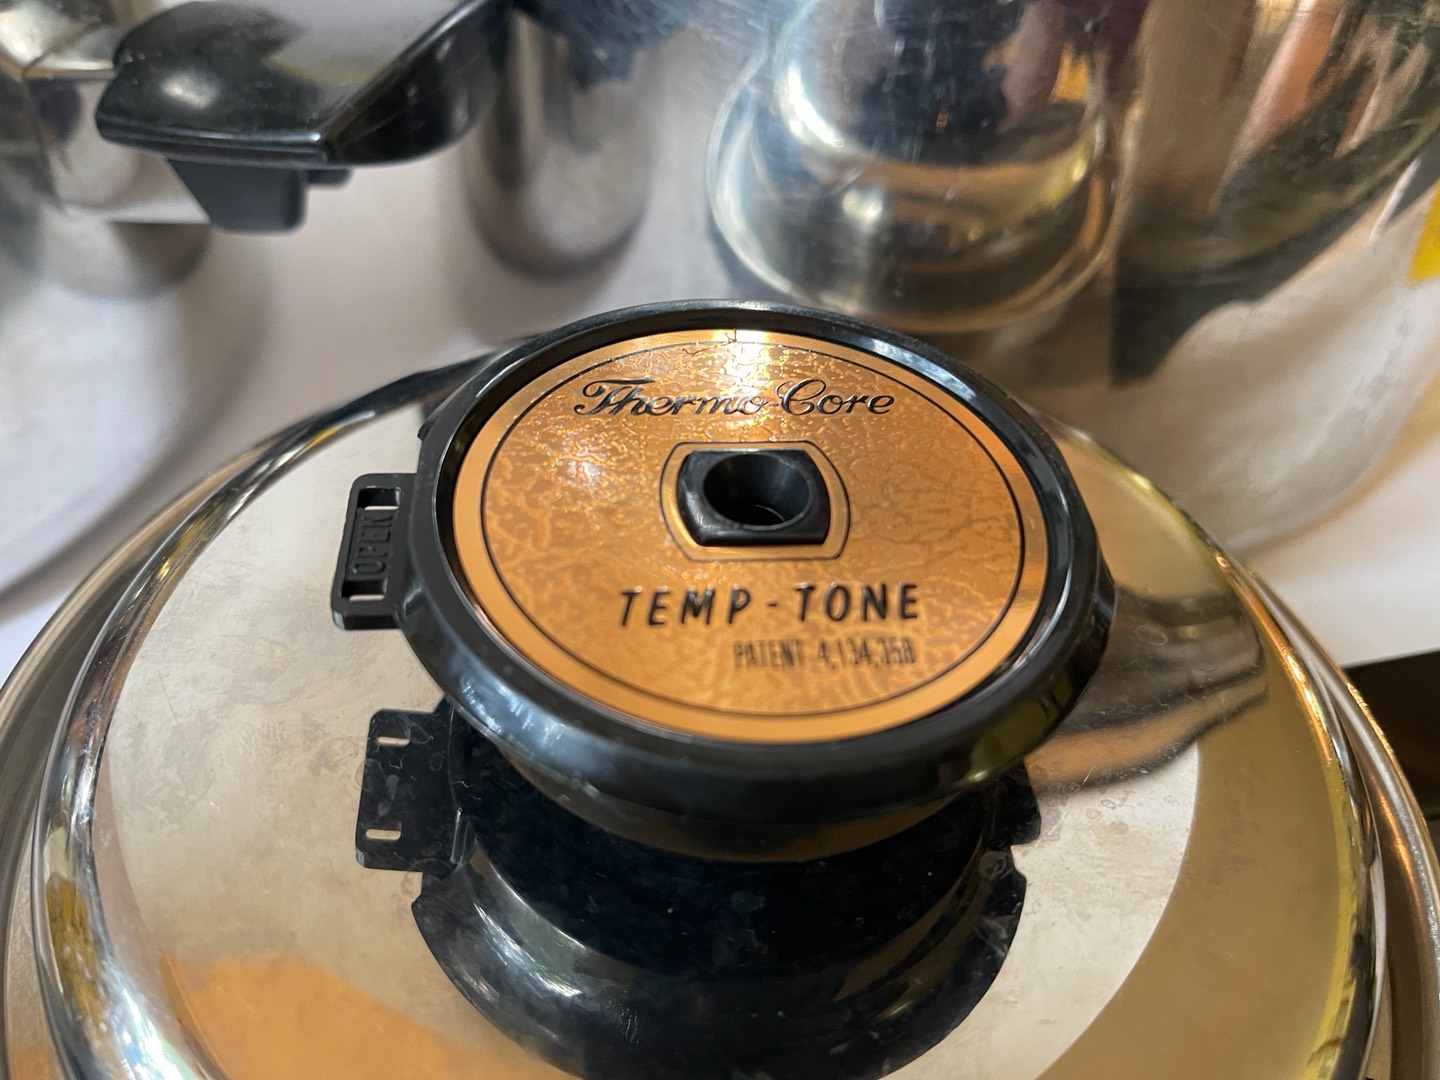 Thermo-Core
OPEN
TEMP-TONE
PATENT 4,134,358